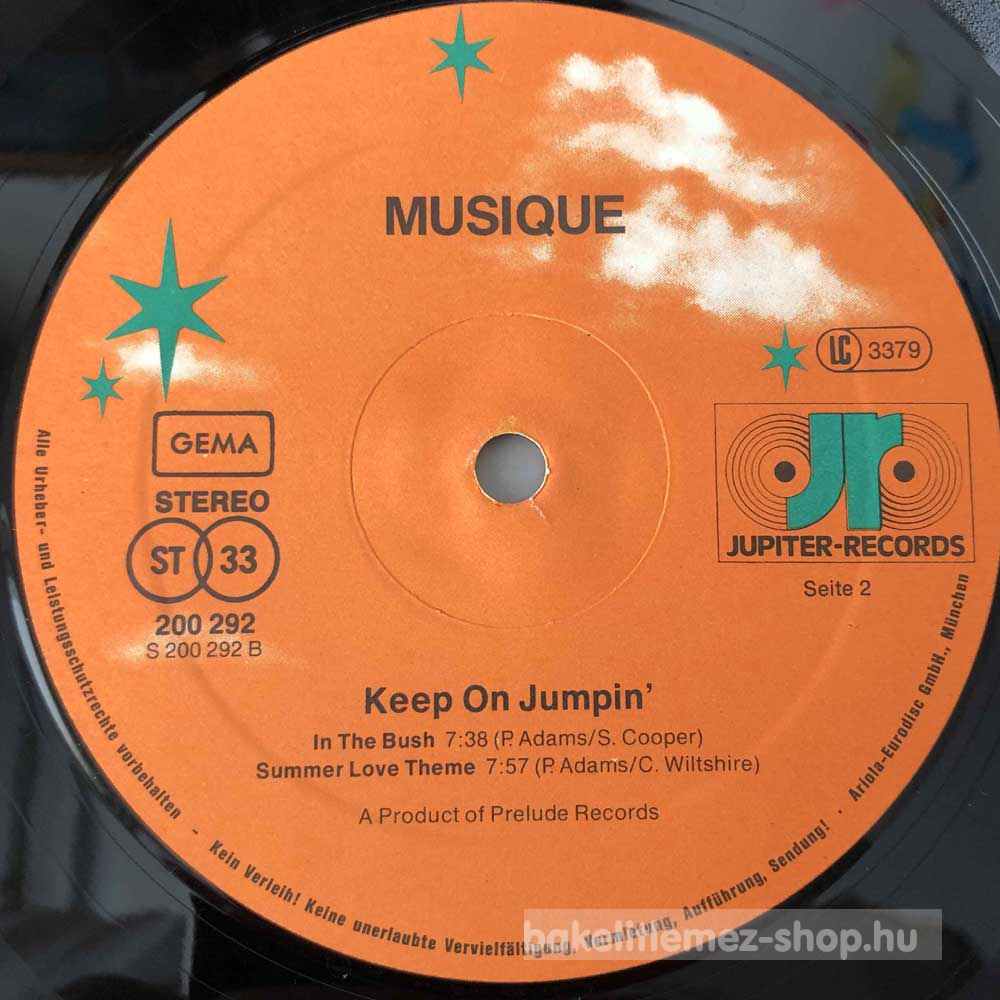 MUSIQUE
LC 3379
GEMA
STEREO
ST 33
200 292
S 200 292 B
JR
JUPITER-RECORDS
Seite 2
Keep On Jumpin'
In The Bush 7:38 (P. Adams/S. Cooper)
Summer Love Theme 7:57 (P. Adams/C. Wiltshire)
A Product of Prelude Records
Alle Urheber- und Leistungsschutzrechte vorbehalten - Kein Verleih! Keine unerlaubte Vervielfältigung, Vermietung, Aufführung, Sendung! · Ariola-Eurodisc GmbH., München
bakelitlemez-shop.hu